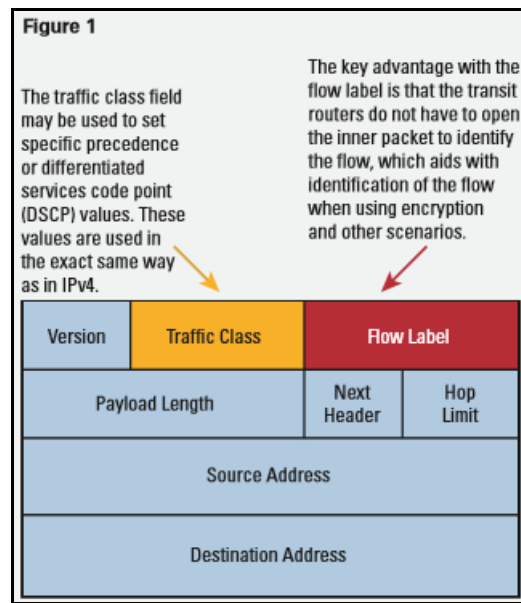 Figure 1
The traffic class field
may be used to set
specific precedence
or differentiated
services code point
(DSCP) values. These
values are used in
the exact same way
as in IPv4.
The key advantage with the
flow label is that the transit
routers do not have to open
the inner packet to identify
the flow, which aids with
identification of the flow
when using encryption
and other scenarios.
Version
Traffic Class
Flow Label
Payload Length
Next
Header
Hop
Limit
Source Address
Destination Address